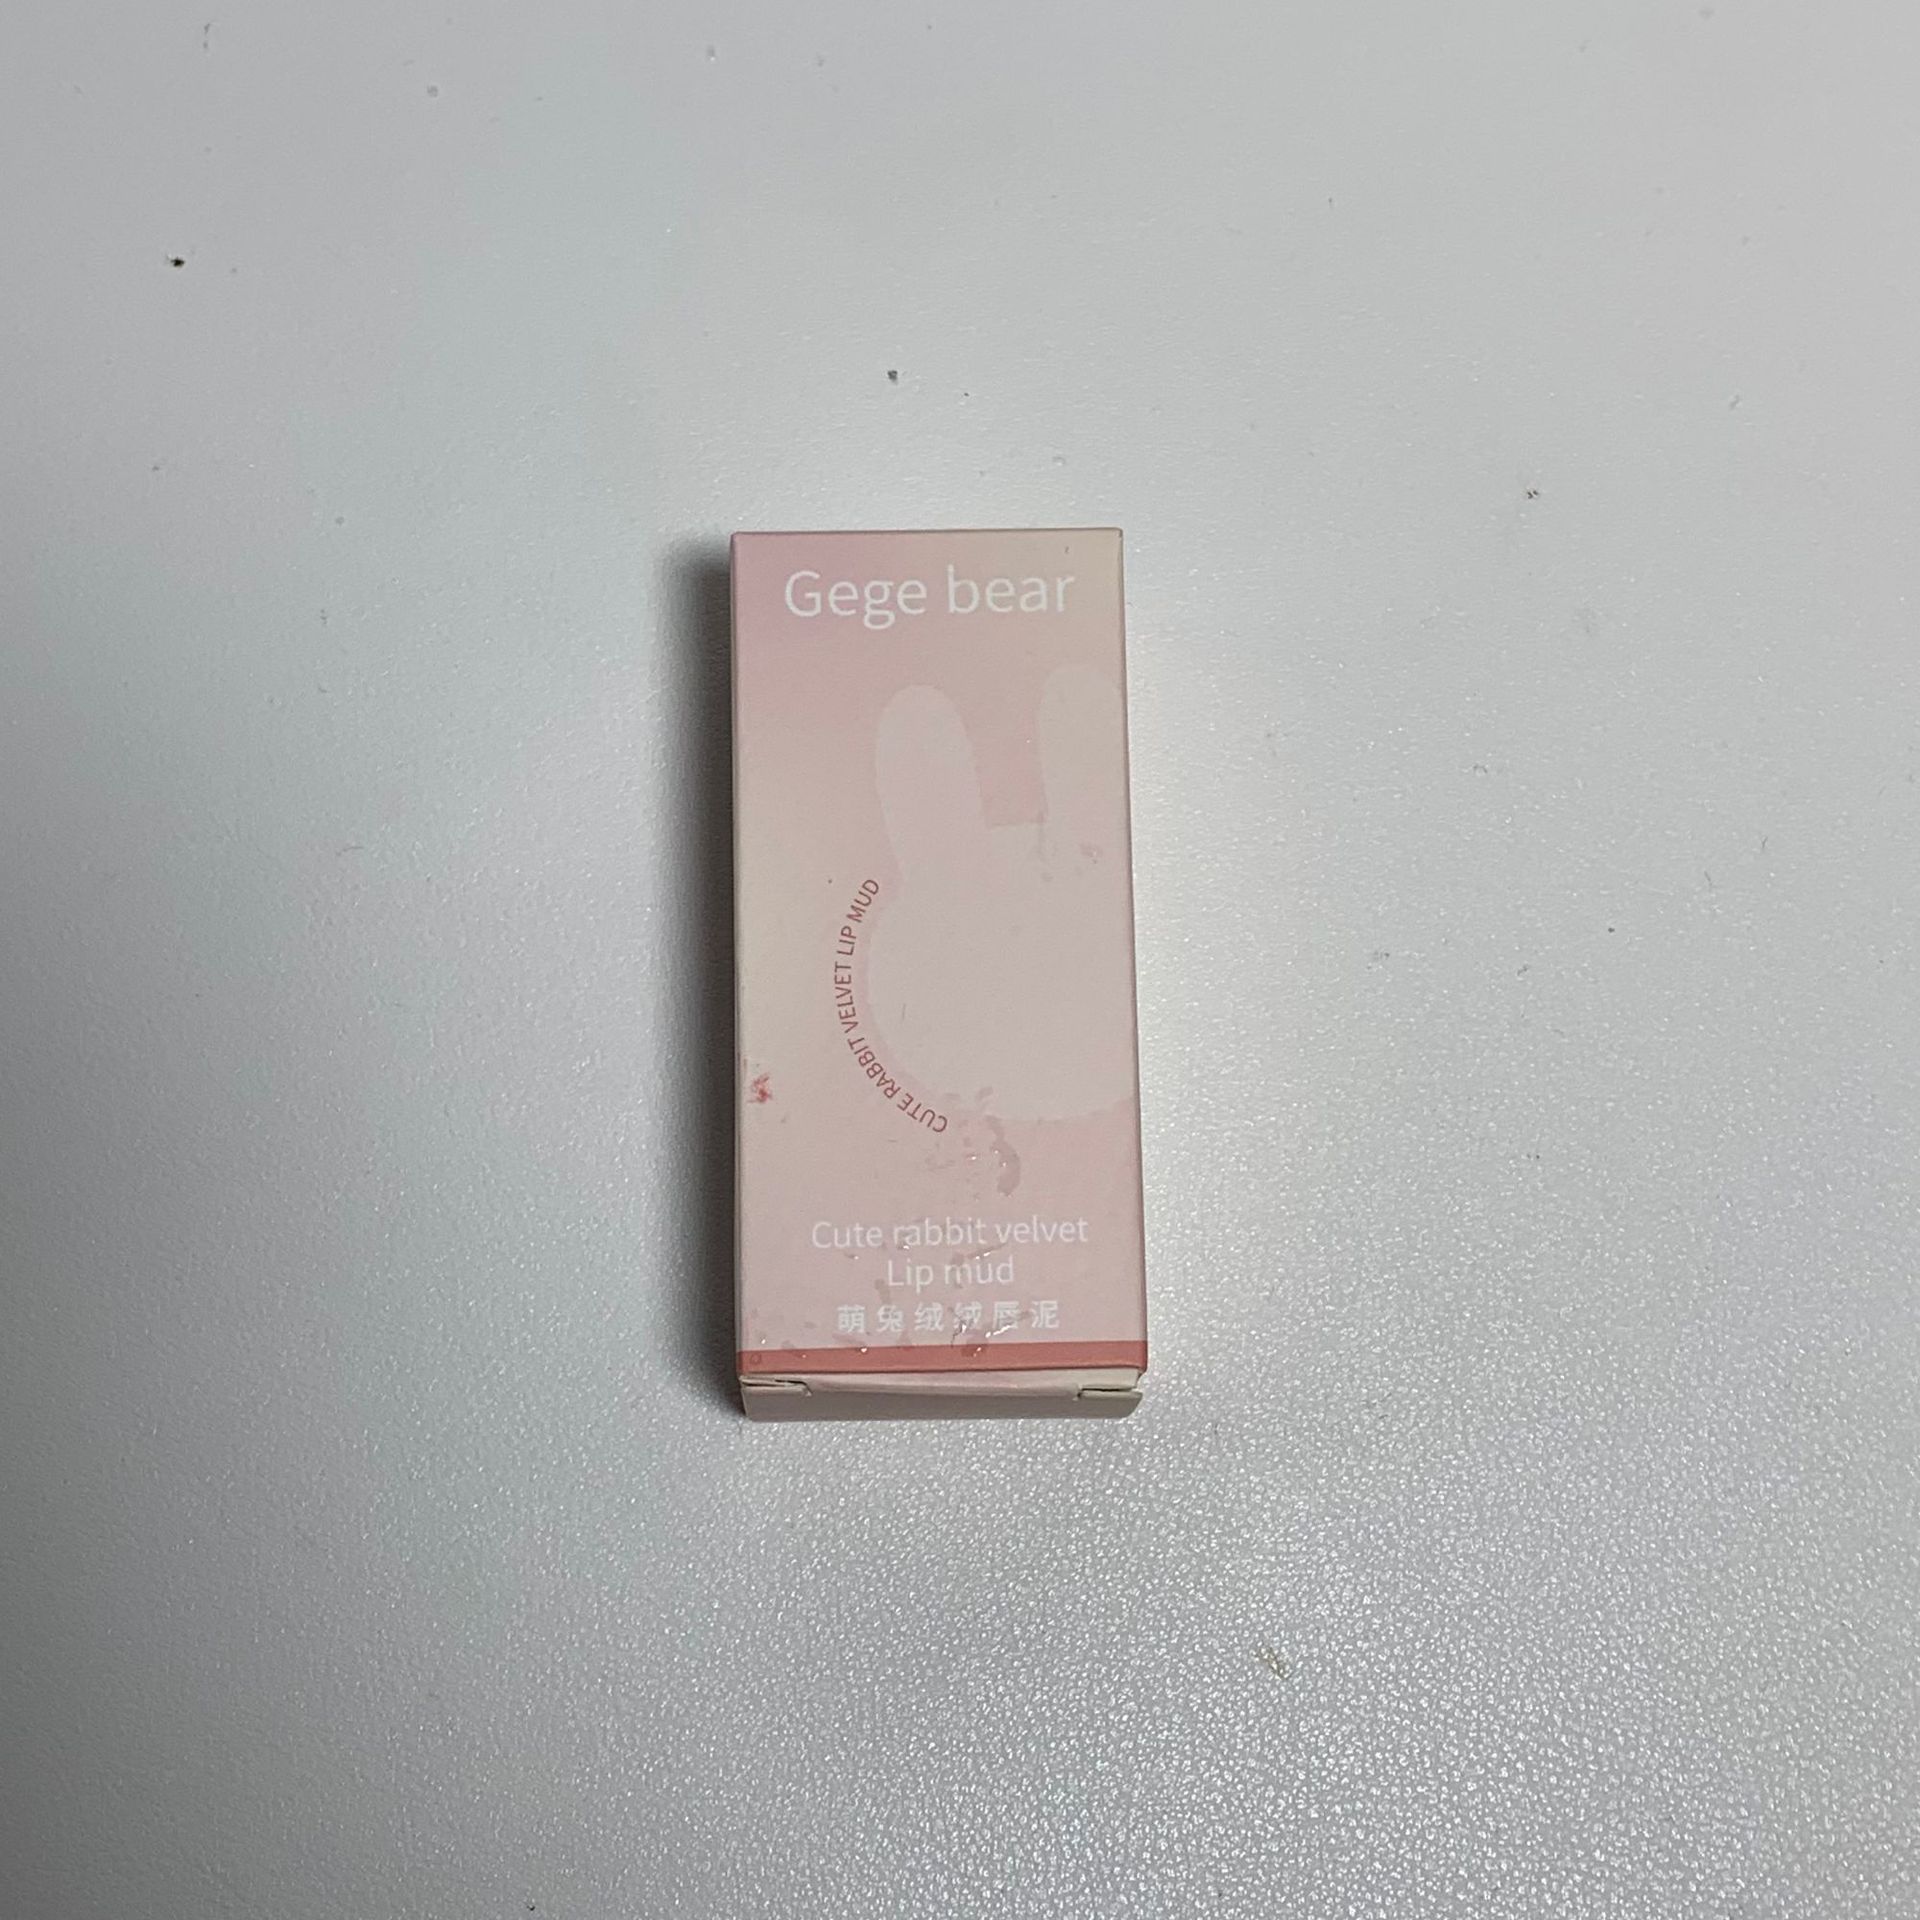 Gege bear
CUTE RABBIT VELVET LIP MUD
Cute rabbit velvet
Lip mud
萌兔绒绒唇泥